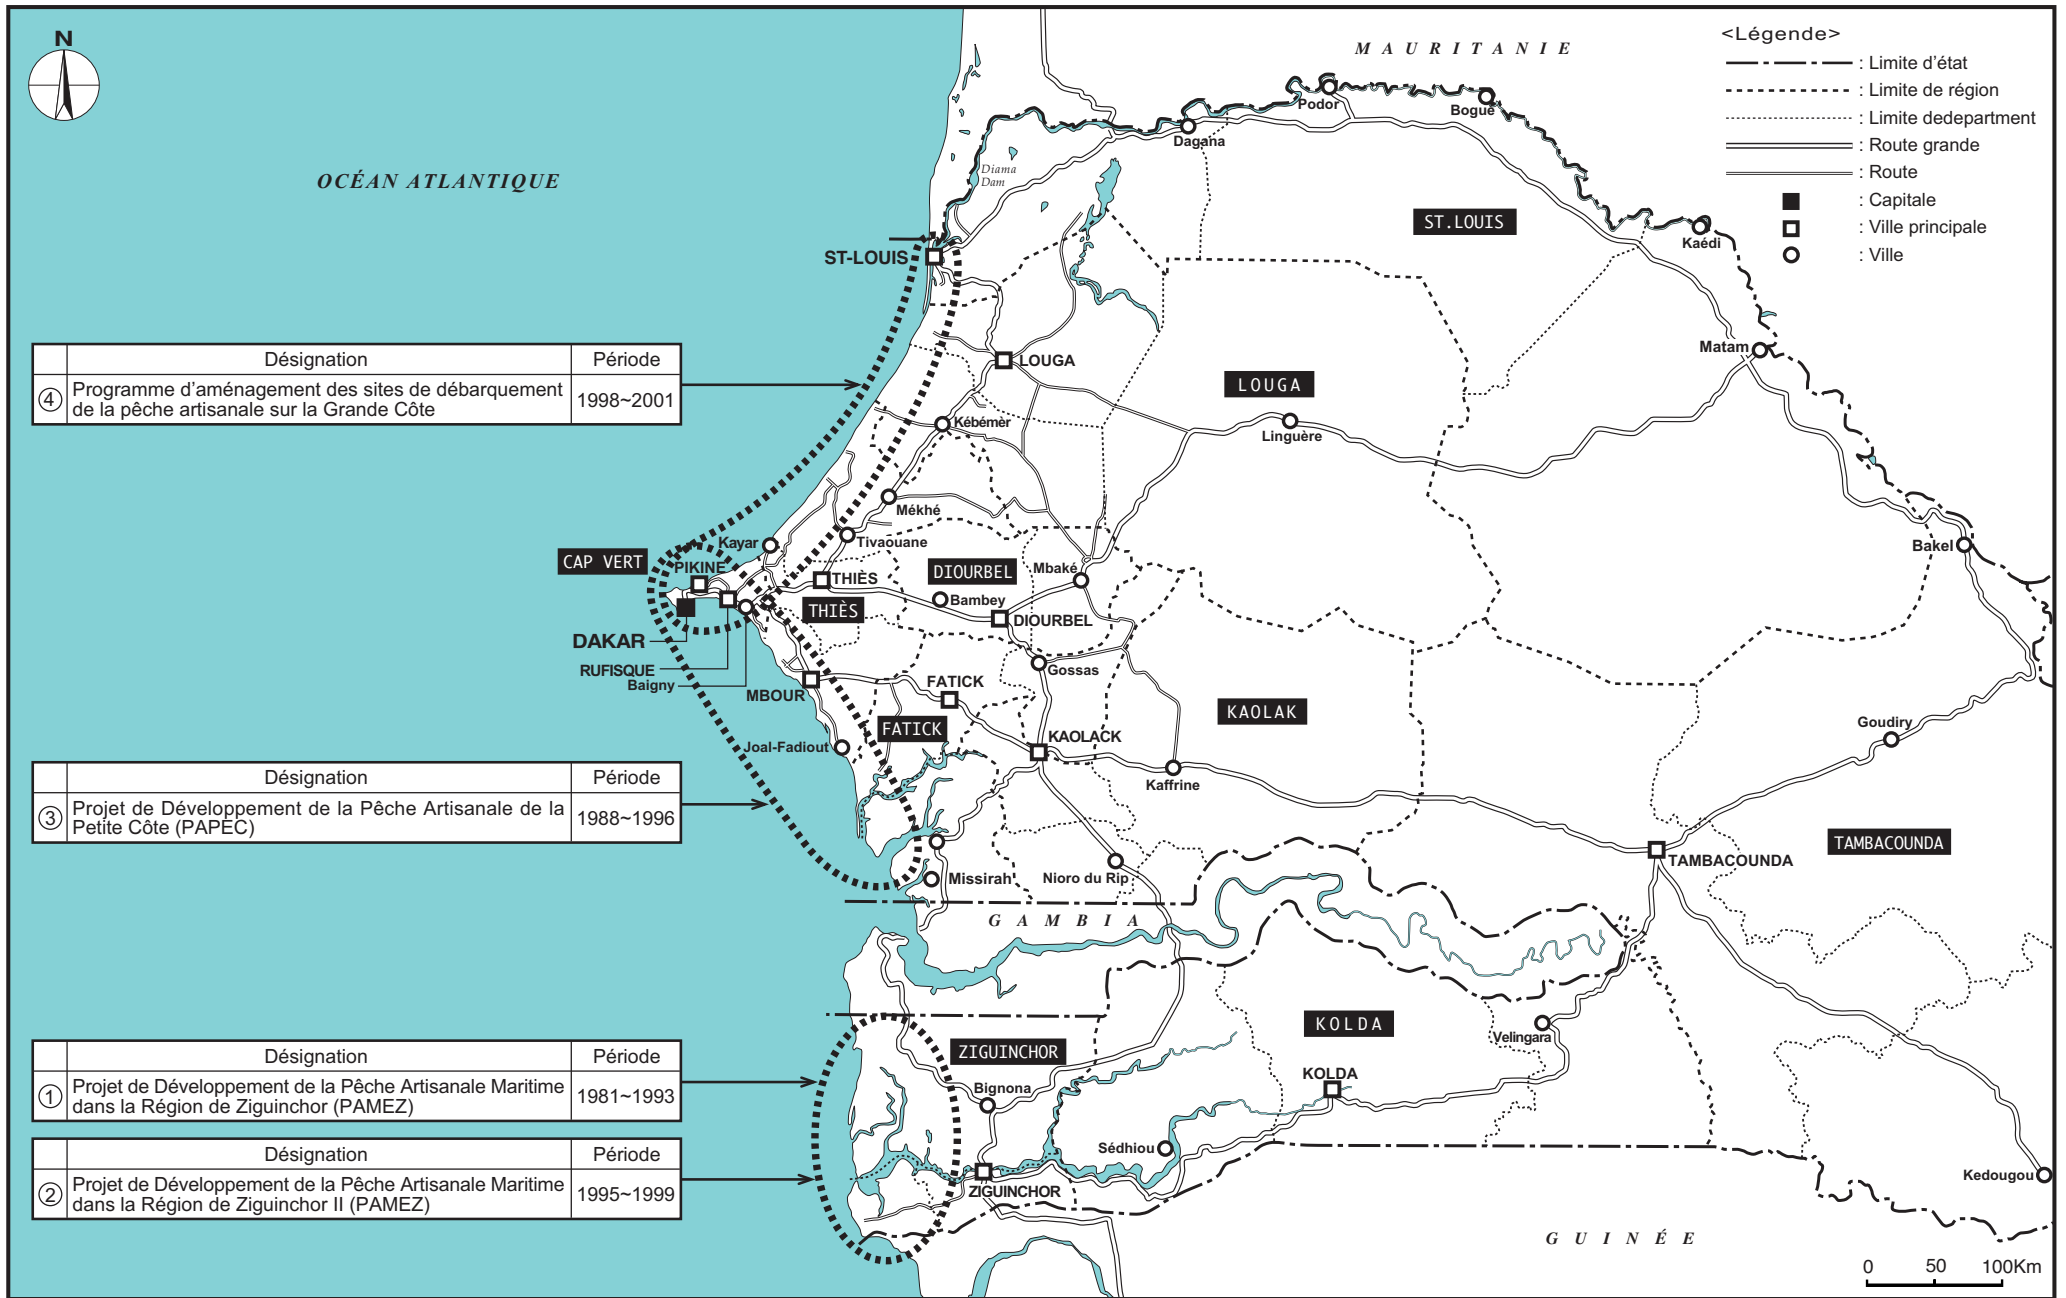 N
MAURITANIE
<Légende>
: Limite d'état
: Limite de région
: Limite dedepartment
: Route grande
: Route
: Capitale
: Ville principale
: Ville
OCÉAN ATLANTIQUE
Podor
Bogué
Dagana
Diama
Dam
ST.LOUIS
Kaédi
ST-LOUIS
Matam
LOUGA
LOUGA
Linguère
Kébémèr
Désignation Période
④ Programme d'aménagement des sites de débarquement
de la pêche artisanale sur la Grande Côte 1998~2001
Mékhé
Tivaouane
Kayar
CAP VERT
PIKINE
THIÈS
THIÈS
DIOURBEL
Mbaké
Bambey
DIOURBEL
Bakel
DAKAR
RUFISQUE
Baigny
Gossas
MBOUR
FATICK
FATICK
KAOLAK
Goudiry
Joal-Fadiout
KAOLACK
Kaffrine
Désignation Période
③ Projet de Développement de la Pêche Artisanale de la
Petite Côte (PAPEC) 1988~1996
TAMBACOUNDA
TAMBACOUNDA
Missirah
Nioro du Rip
GAMBIA
KOLDA
Velingara
ZIGUINCHOR
Bignona
KOLDA
Désignation Période
① Projet de Développement de la Pêche Artisanale Maritime
dans la Région de Ziguinchor (PAMEZ) 1981~1993
Sédhiou
Désignation Période
② Projet de Développement de la Pêche Artisanale Maritime
dans la Région de Ziguinchor II (PAMEZ) 1995~1999
ZIGUINCHOR
Kedougou
GUINÉE
0 50 100Km